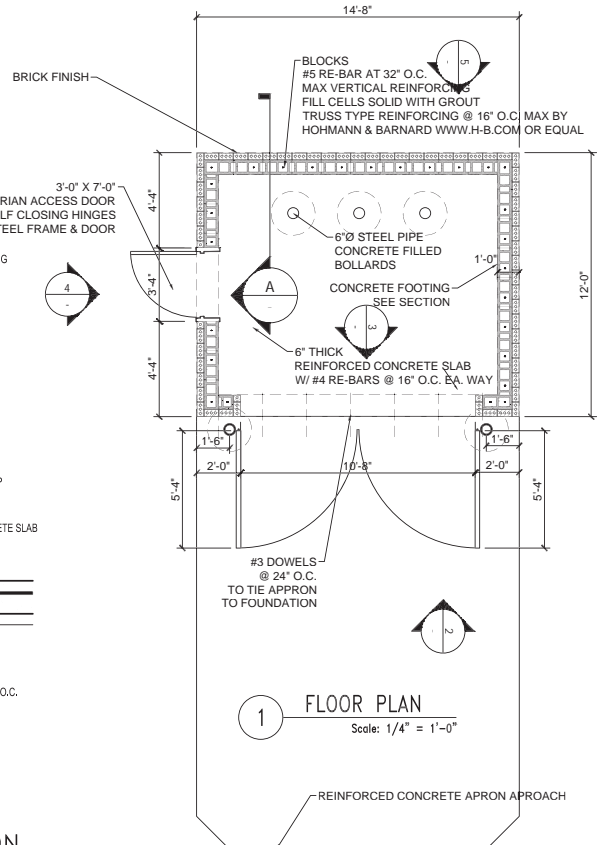 14'-8"
BLOCKS
#5 RE-BAR AT 32" O.C.
MAX VERTICAL REINFORCING
FILL CELLS SOLID WITH GROUT
TRUSS TYPE REINFORCING @ 16" O.C. MAX BY
HOHMANN & BARNARD WWW.H-B.COM OR EQUAL
5
-
BRICK FINISH
3'-0" X 7'-0"
RIAN ACCESS DOOR
LF CLOSING HINGES
TEEL FRAME & DOOR
G
4'-4"
3'-4"
4'-4"
4
-
6"Ø STEEL PIPE
CONCRETE FILLED
BOLLARDS
1'-0"
CONCRETE FOOTING
SEE SECTION
12'-0"
A
-
3
-
6" THICK
REINFORCED CONCRETE SLAB
W/ #4 RE-BARS @ 16" O.C. EA. WAY
1'-6"
1'-6"
2'-0"
10'-8"
2'-0"
5'-4"
5'-4"
ETE SLAB
#3 DOWELS
@ 24" O.C.
TO TIE APPRON
TO FOUNDATION
2
-
O.C.
1
FLOOR PLAN
Scale: 1/4" = 1'-0"
REINFORCED CONCRETE APRON APROACH
ON